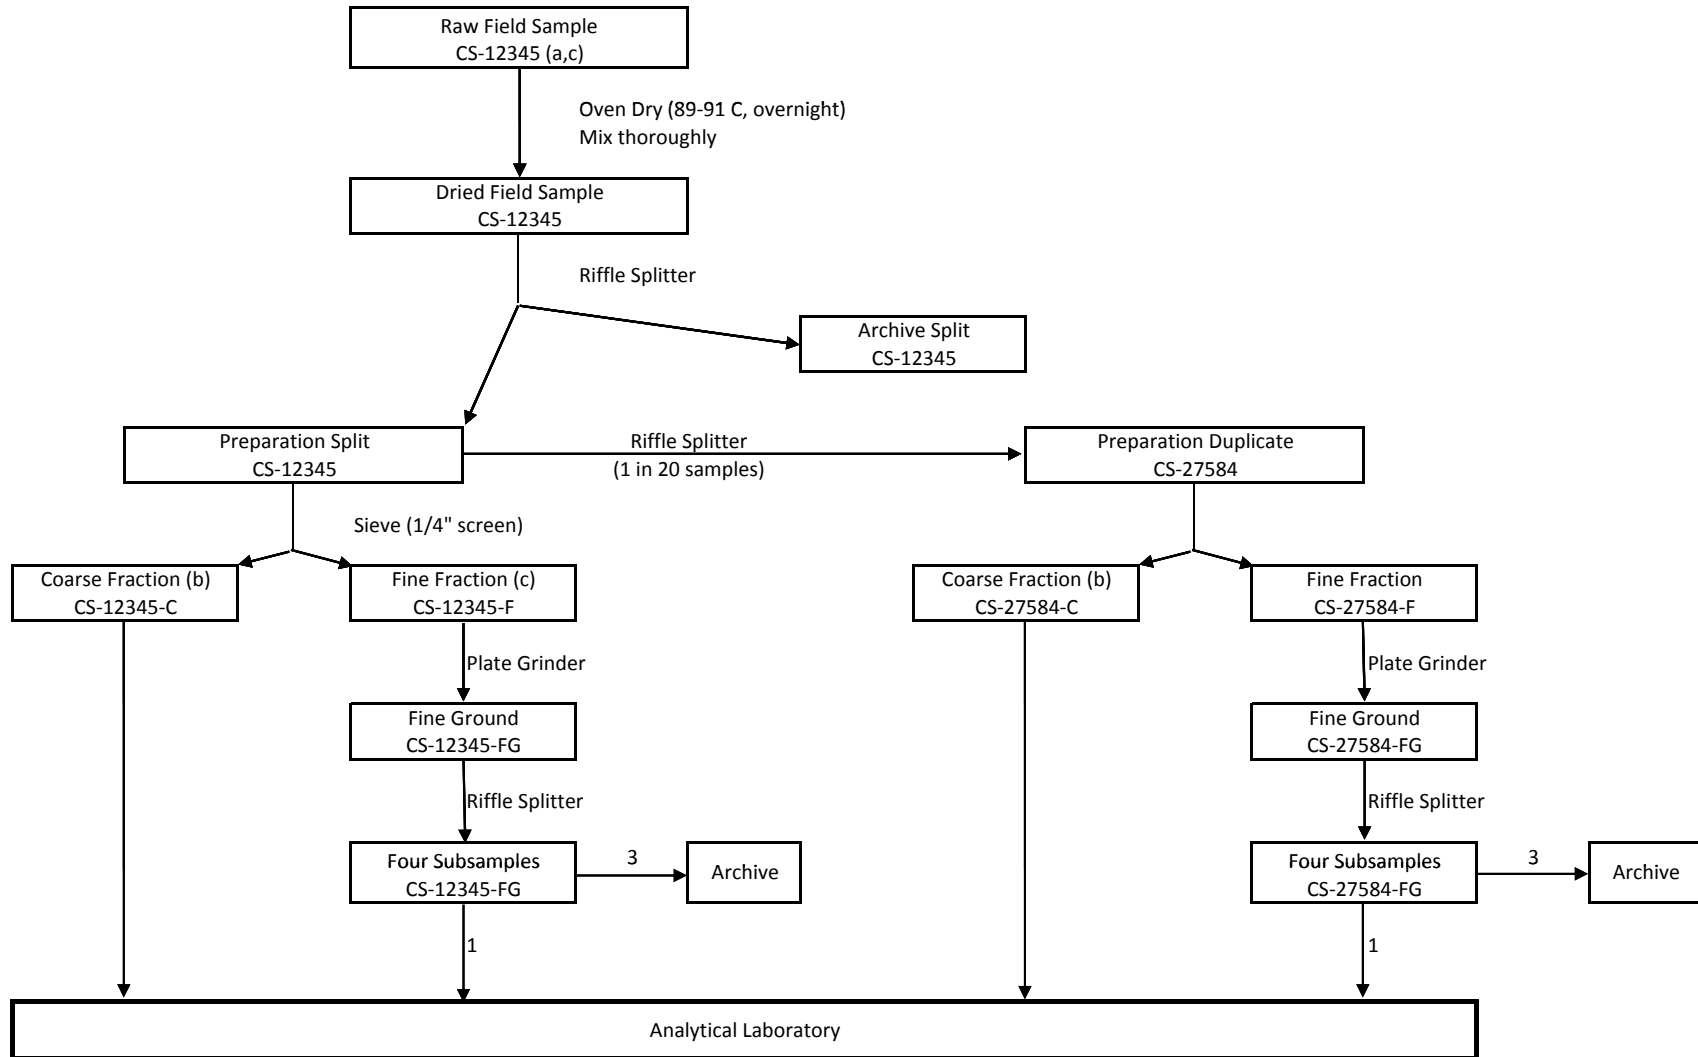 Raw Field Sample
CS-12345 (a,c)
Oven Dry (89-91 C, overnight)
Mix thoroughly
Dried Field Sample
CS-12345
Riffle Splitter
Archive Split
CS-12345
Preparation Split
CS-12345
Riffle Splitter
(1 in 20 samples)
Preparation Duplicate
CS-27584
Sieve (1/4" screen)
Coarse Fraction (b)
CS-12345-C
Fine Fraction (c)
CS-12345-F
Coarse Fraction (b)
CS-27584-C
Fine Fraction
CS-27584-F
Plate Grinder
Plate Grinder
Fine Ground
CS-12345-FG
Fine Ground
CS-27584-FG
Riffle Splitter
Riffle Splitter
Four Subsamples
CS-12345-FG
3
Archive
Four Subsamples
CS-27584-FG
3
Archive
1
1
Analytical Laboratory